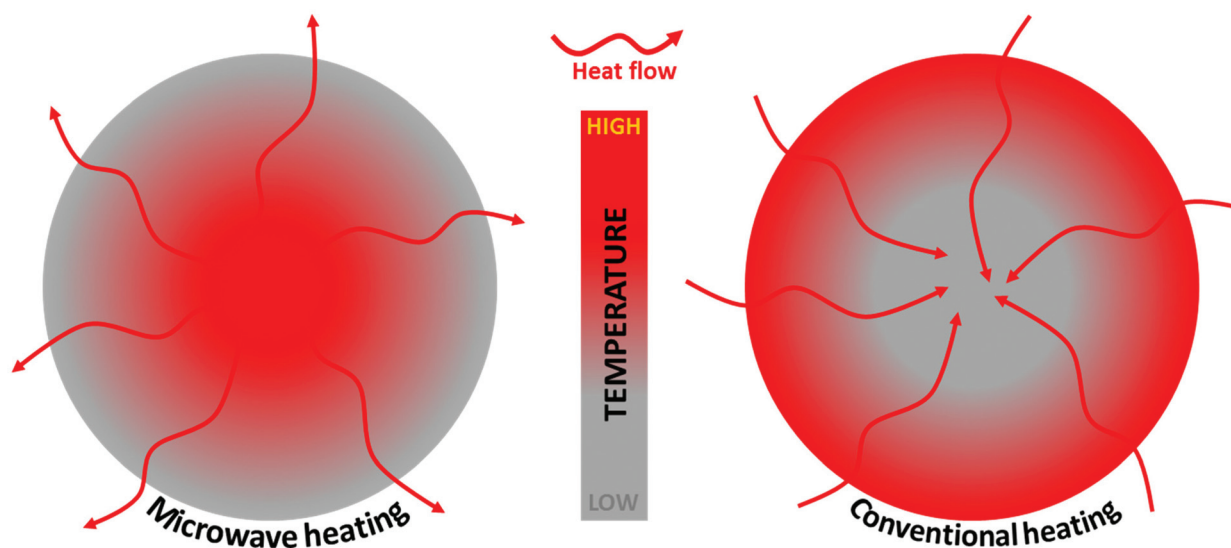 Heat flow
HIGH
TEMPERATURE
LOW
Microwave heating
Conventional heating